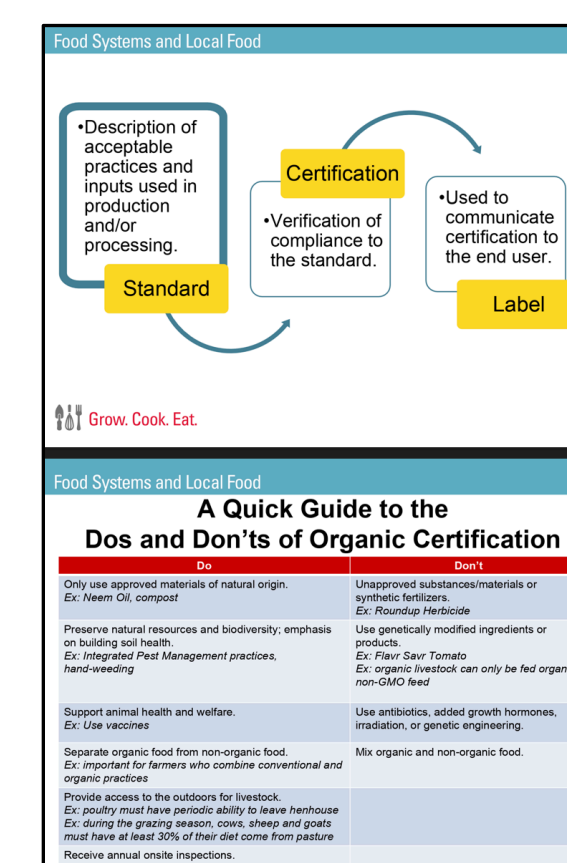 Food Systems and Local Food
•Description of
acceptable
practices and
inputs used in
production
and/or
processing.
Standard
Certification
•Verification of
compliance to
the standard.
•Used to
communicate
certification to
the end user.
Label
Grow. Cook. Eat.
Food Systems and Local Food
A Quick Guide to the
Dos and Don'ts of Organic Certification
Do
Don't
Only use approved materials of natural origin.
Ex: Neem Oil, compost
Unapproved substances/materials or
synthetic fertilizers.
Ex: Roundup Herbicide
Preserve natural resources and biodiversity; emphasis
on building soil health.
Ex: Integrated Pest Management practices,
hand-weeding
Use genetically modified ingredients or
products.
Ex: Flavr Savr Tomato
Ex: organic livestock can only be fed organ
non-GMO feed
Support animal health and welfare.
Ex: Use vaccines
Use antibiotics, added growth hormones,
irradiation, or genetic engineering.
Separate organic food from non-organic food.
Ex: important for farmers who combine conventional and
organic practices
Mix organic and non-organic food.
Provide access to the outdoors for livestock.
Ex: poultry must have periodic ability to leave henhouse
Ex: during the grazing season, cows, sheep and goats
must have at least 30% of their diet come from pasture
Receive annual onsite inspections.